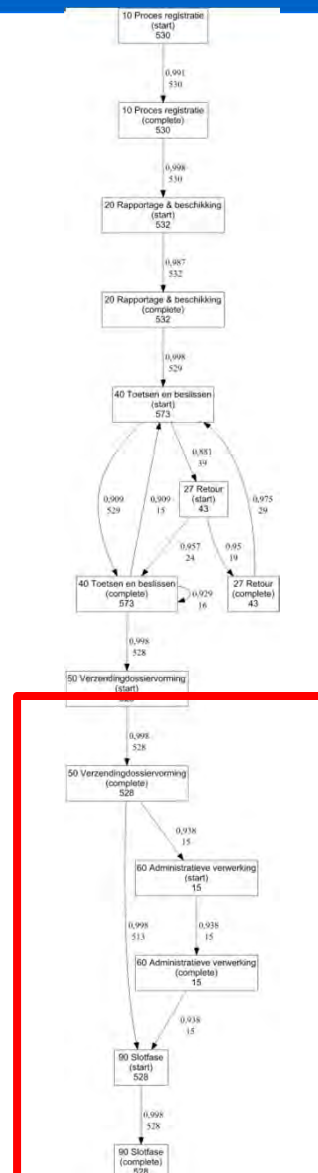 10 Proces registratie
(start)
530
0,991
530
10 Proces registratie
(complete)
530
0,998
530
20 Rapportage & beschikking
(start)
532
0,987
532
20 Rapportage & beschikking
(complete)
532
0,998
529
40 Toetsen en beslissen
(start)
573
0,881
39
27 Retour
(start)
43
0,909
529
0,909
15
0,975
29
0,957
24
0,95
19
40 Toetsen en beslissen
(complete)
573
0,929
16
27 Retour
(complete)
43
0,998
528
50 Verzendingdossiervorming
(start)
0,998
528
50 Verzendingdossiervorming
(complete)
528
0,938
15
60 Administratieve verwerking
(start)
15
0,998
513
0,938
15
60 Administratieve verwerking
(complete)
15
0,938
15
90 Slotfase
(start)
528
0,998
528
90 Slotfase
(complete)
528